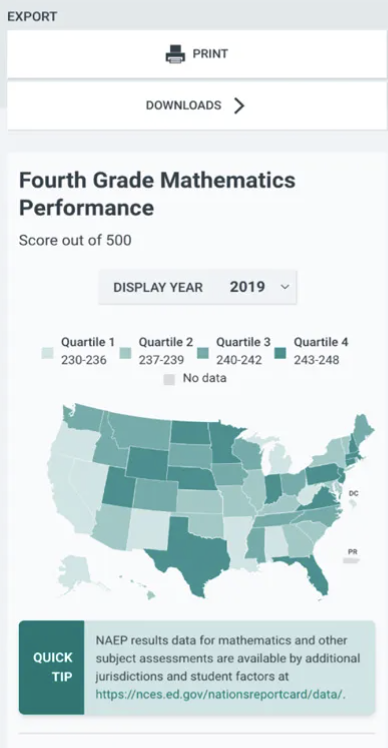 EXPORT
PRINT
DOWNLOADS
Fourth Grade Mathematics
Performance
Score out of 500
DISPLAY YEAR 2019
Quartile 1 Quartile 2 Quartile 3 Quartile 4
230-236 237-239 240-242 243-248
No data
DC
PR
QUICK
TIP
NAEP results data for mathematics and other
subject assessments are available by additional
jurisdictions and student factors at
https://nces.ed.gov/nationsreportcard/data/.